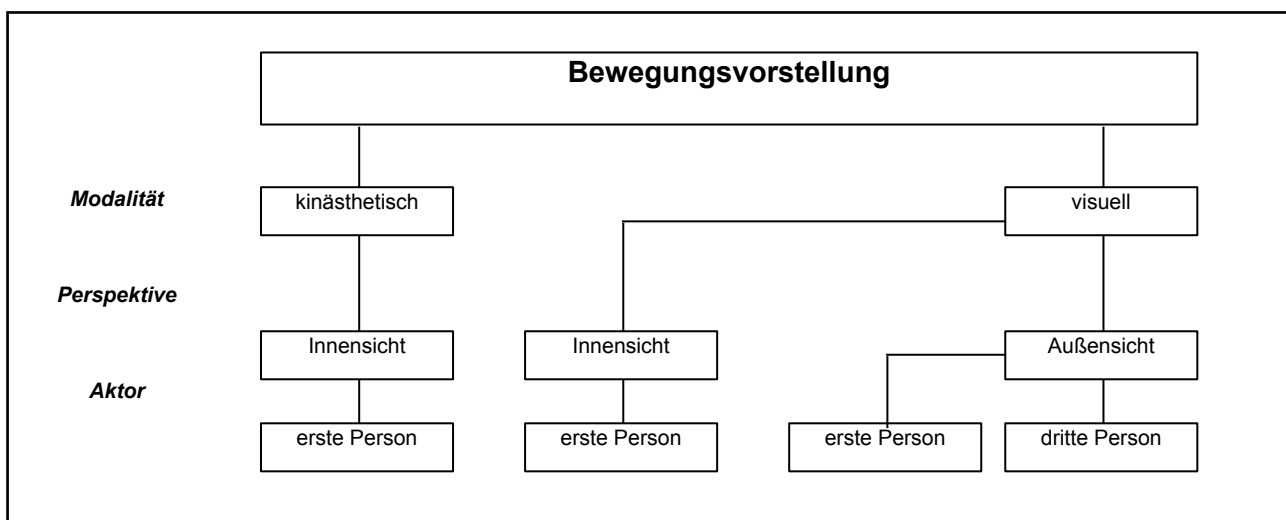 Bewegungsvorstellung
Modalität
kinästhetisch
visuell
Perspektive
Innensicht
Innensicht
Außensicht
Aktor
erste Person
erste Person
erste Person
dritte Person